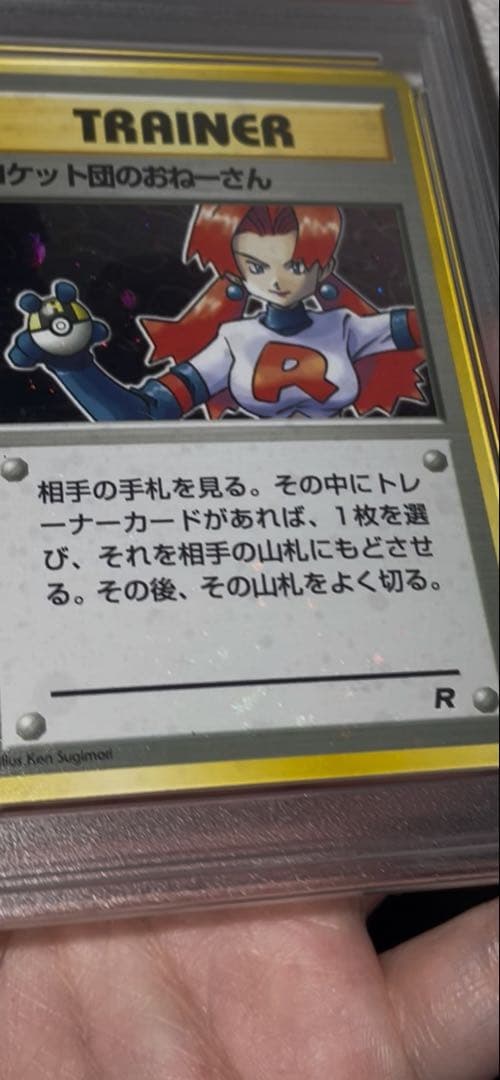 TRAINER
ケット団のおねーさん
R
相手の手札を見る。その中にトレ
ーナーカードがあれば、1枚を選
び、それを相手の山札にもどさせ
る。その後、その山札をよく切る。
R
Ken Sugimori